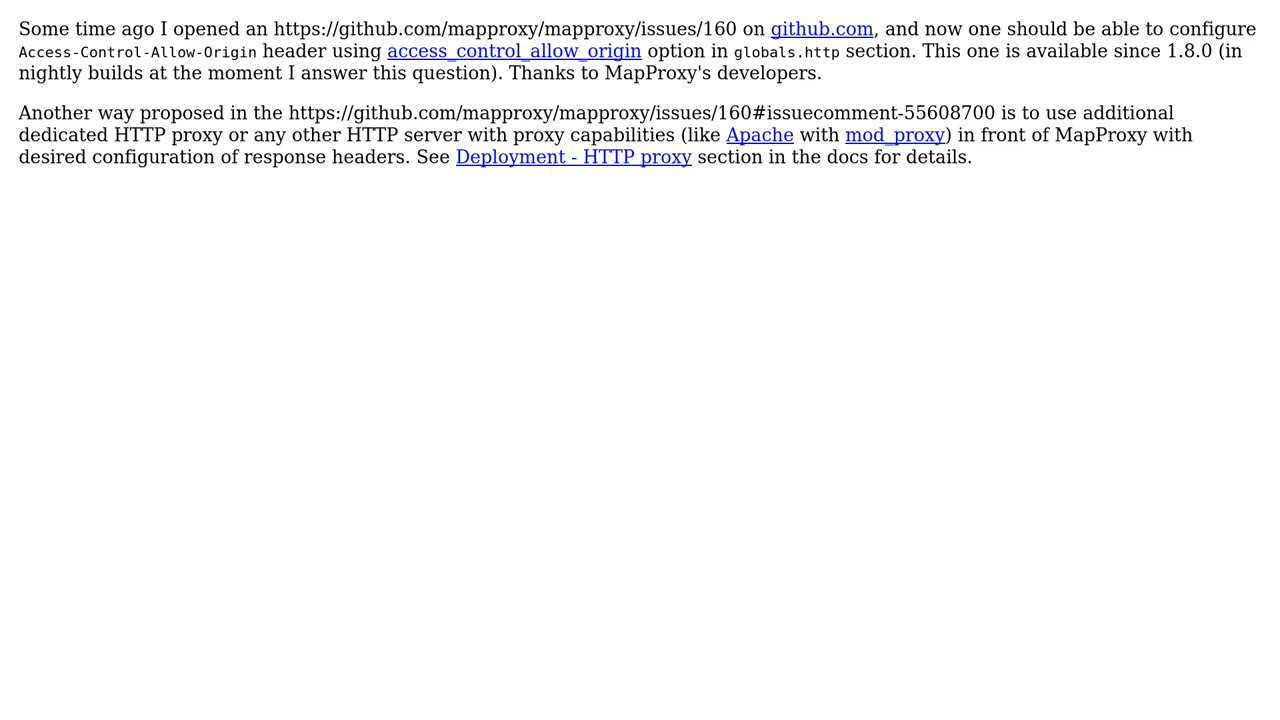 Some time ago I opened an https://github.com/mapproxy/mapproxy/issues/160 on github.com, and now one should be able to configure
Access-Control-Allow-Origin header using access_control_allow_origin option in globals.http section. This one is available since 1.8.0 (in
nightly builds at the moment I answer this question). Thanks to MapProxy's developers.
Another way proposed in the https://github.com/mapproxy/mapproxy/issues/160#issuecomment-55608700 is to use additional
dedicated HTTP proxy or any other HTTP server with proxy capabilities (like Apache with mod_proxy) in front of MapProxy with
desired configuration of response headers. See Deployment - HTTP proxy section in the docs for details.